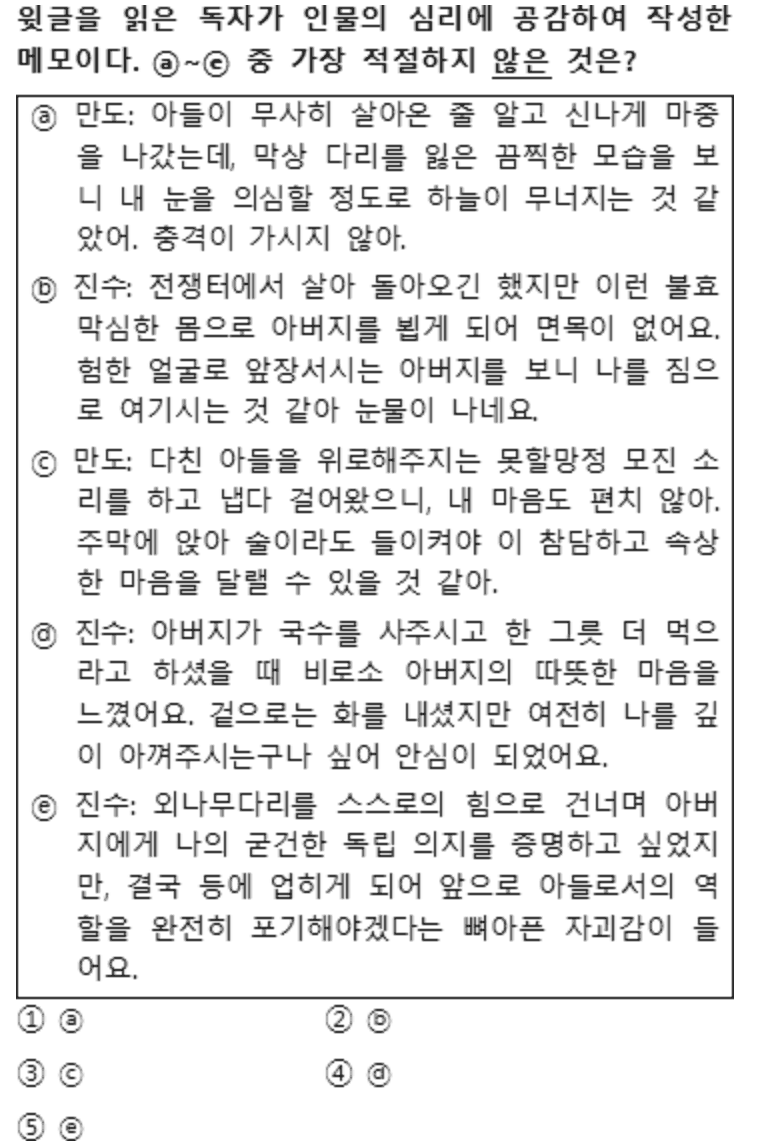 윗글을 읽은 독자가 인물의 심리에 공감하여 작성한
메모이다. ⓐ~ⓔ 중 가장 적절하지 않은 것은?
ⓐ 만도: 아들이 무사히 살아온 줄 알고 신나게 마중
을 나갔는데, 막상 다리를 잃은 끔찍한 모습을 보
니 내 눈을 의심할 정도로 하늘이 무너지는 것 같
았어. 충격이 가시지 않아.
ⓑ 진수: 전쟁터에서 살아 돌아오긴 했지만 이런 불효
막심한 몸으로 아버지를 뵙게 되어 면목이 없어요.
험한 얼굴로 앞장서시는 아버지를 보니 나를 짐으
로 여기시는 것 같아 눈물이 나네요.
ⓒ 만도: 다친 아들을 위로해주지는 못할망정 모진 소
리를 하고 냅다 걸어왔으니, 내 마음도 편치 않아.
주막에 앉아 술이라도 들이켜야 이 참담하고 속상
한 마음을 달랠 수 있을 것 같아.
ⓓ 진수: 아버지가 국수를 사주시고 한 그릇 더 먹으
라고 하셨을 때 비로소 아버지의 따뜻한 마음을
느꼈어요. 겉으로는 화를 내셨지만 여전히 나를 깊
이 아껴주시는구나 싶어 안심이 되었어요.
ⓔ 진수: 외나무다리를 스스로의 힘으로 건너며 아버
지에게 나의 굳건한 독립 의지를 증명하고 싶었지
만, 결국 등에 업히게 되어 앞으로 아들로서의 역
할을 완전히 포기해야겠다는 뼈아픈 자괴감이 들
어요.
① ⓐ ② ⓑ
③ ⓒ ④ ⓓ
⑤ ⓔ